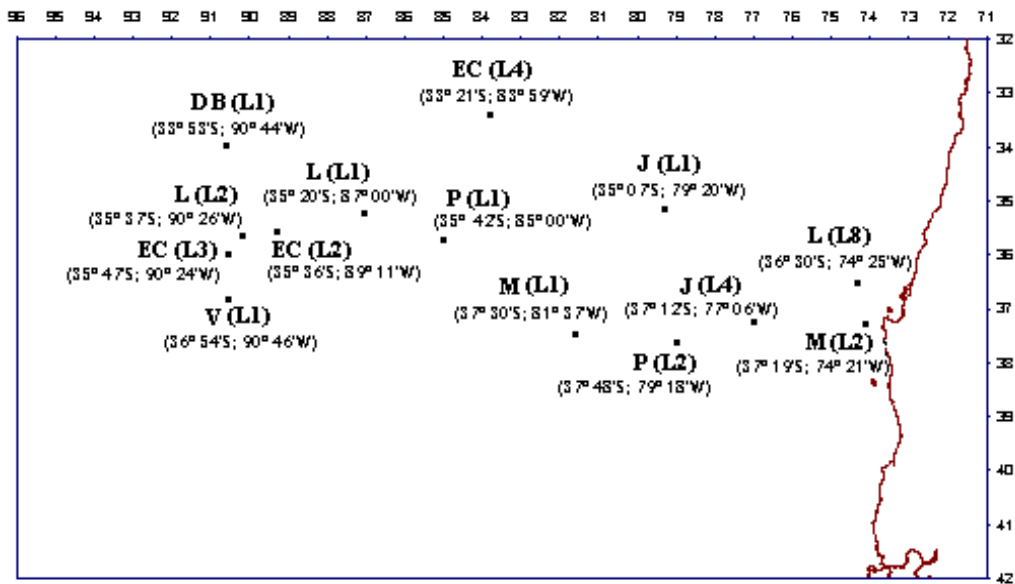 96 95 94 93 92 91 90 89 88 87 86 85 84 83 82 81 80 79 78 77 76 75 74 73 72 71
32
EC (L4)
(33° 21'S; 83° 59'W)
33
DB (L1)
(33° 53'S; 90° 44'W)
34
L (L1)
(35° 20'S; 87° 00'W)
J (L1)
(35° 07'S; 79° 20'W)
L (L2)
(35° 37'S; 90° 26'W)
P (L1)
(35° 42'S; 85° 00'W)
35
EC (L3)
(35° 47'S; 90° 24'W)
EC (L2)
(35° 36'S; 89° 11'W)
L (L8)
(36° 30'S; 74° 25'W)
36
M (L1)
(37° 30'S; 81° 37'W)
J (L4)
(37° 12'S; 77° 06'W)
V (L1)
(36° 54'S; 90° 46'W)
37
M (L2)
(37° 19'S; 74° 21'W)
P (L2)
(37° 48'S; 79° 18'W)
38
39
40
41
42